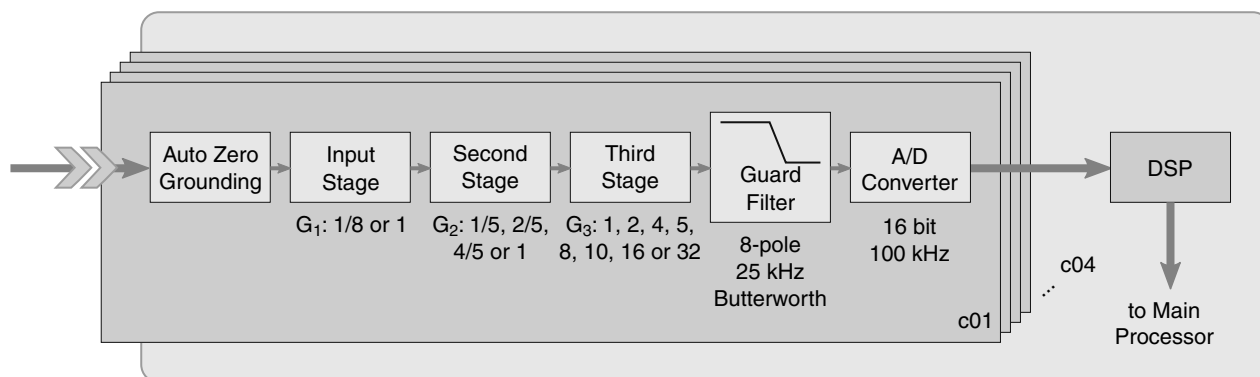 Auto Zero
Grounding
Input
Stage
G₁: 1/8 or 1
Second
Stage
G₂: 1/5, 2/5,
4/5 or 1
Third
Stage
G₃: 1, 2, 4, 5,
8, 10, 16 or 32
Guard
Filter
8-pole
25 kHz
Butterworth
A/D
Converter
16 bit
100 kHz
c01
... c04
DSP
to Main
Processor